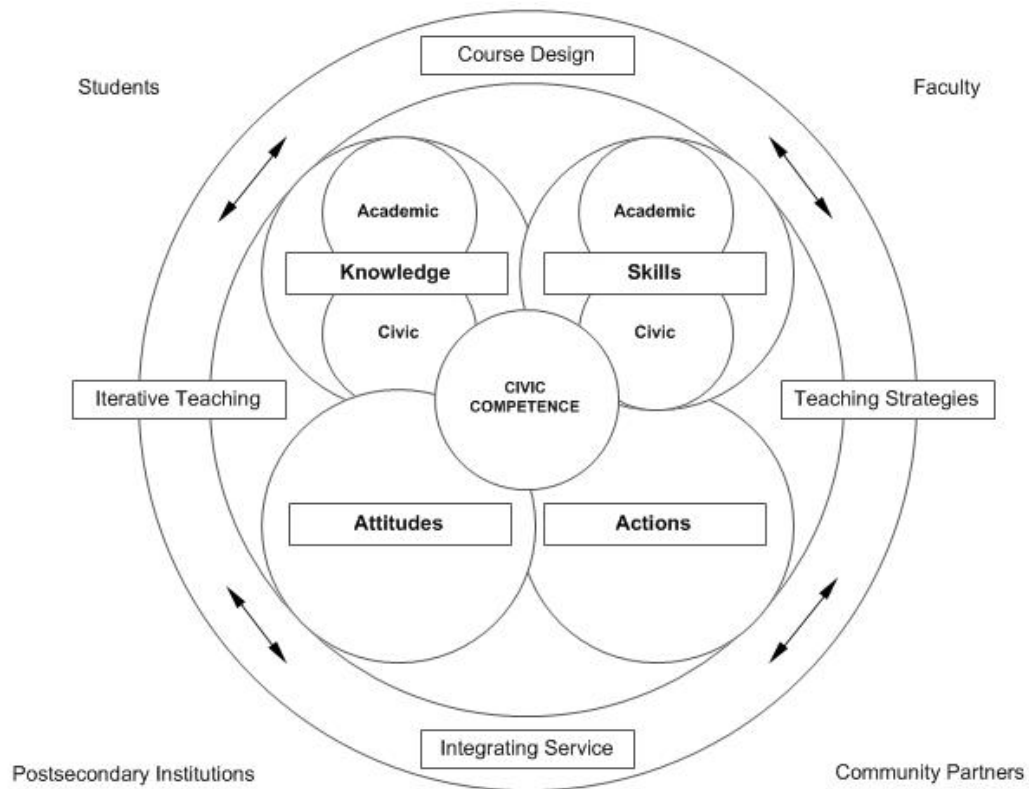 Course Design
Students
Faculty
Academic
Academic
Knowledge
Skills
Civic
Civic
CIVIC
COMPETENCE
Iterative Teaching
Teaching Strategies
Attitudes
Actions
Integrating Service
Postsecondary Institutions
Community Partners